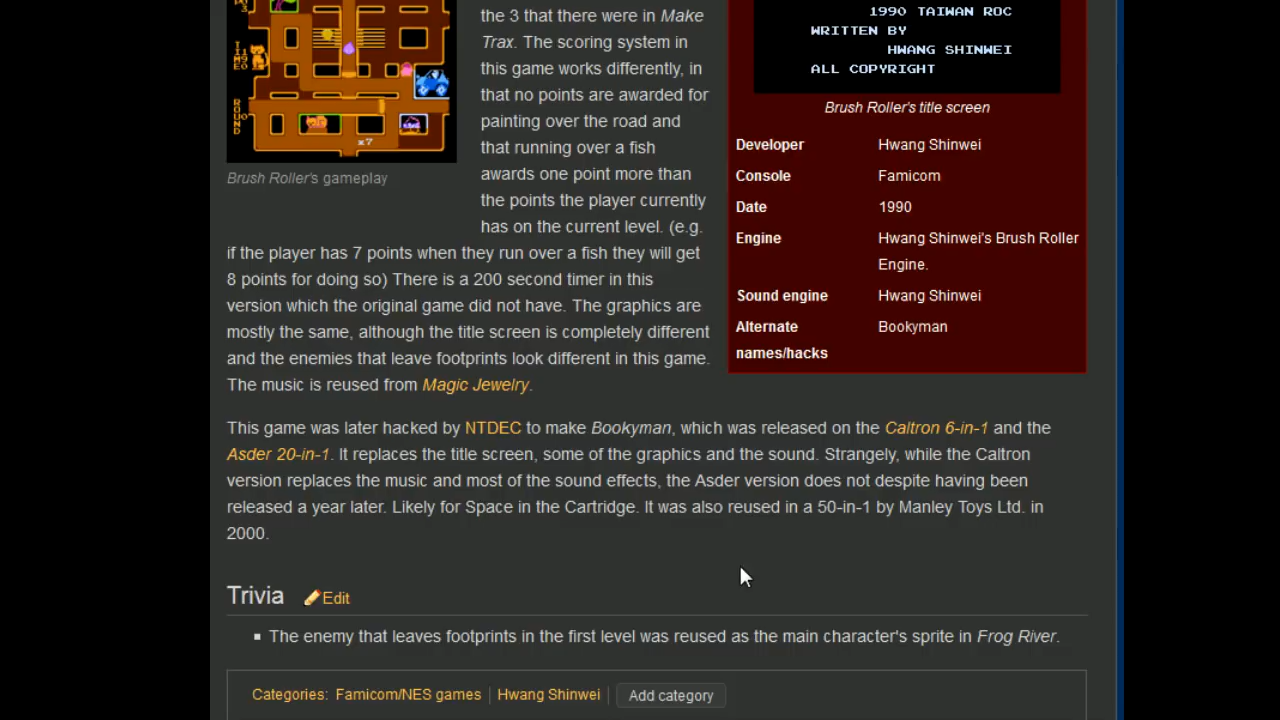 TIME 190
ROUND 0
x7
Brush Roller's gameplay
the 3 that there were in Make
Trax. The scoring system in
this game works differently, in
that no points are awarded for
painting over the road and
that running over a fish
awards one point more than
the points the player currently
has on the current level. (e.g.
if the player has 7 points when they run over a fish they will get
8 points for doing so) There is a 200 second timer in this
version which the original game did not have. The graphics are
mostly the same, although the title screen is completely different
and the enemies that leave footprints look different in this game.
The music is reused from Magic Jewelry.
1990 TAIWAN ROC
WRITTEN BY
HWANG SHINWEI
ALL COPYRIGHT
Brush Roller's title screen
Developer Hwang Shinwei
Console Famicom
Date 1990
Engine Hwang Shinwei's Brush Roller
Engine.
Sound engine Hwang Shinwei
Alternate Bookyman
names/hacks
This game was later hacked by NTDEC to make Bookyman, which was released on the Caltron 6-in-1 and the
Asder 20-in-1. It replaces the title screen, some of the graphics and the sound. Strangely, while the Caltron
version replaces the music and most of the sound effects, the Asder version does not despite having been
released a year later. Likely for Space in the Cartridge. It was also reused in a 50-in-1 by Manley Toys Ltd. in
2000.
Trivia Edit
The enemy that leaves footprints in the first level was reused as the main character's sprite in Frog River.
Categories: Famicom/NES games Hwang Shinwei Add category